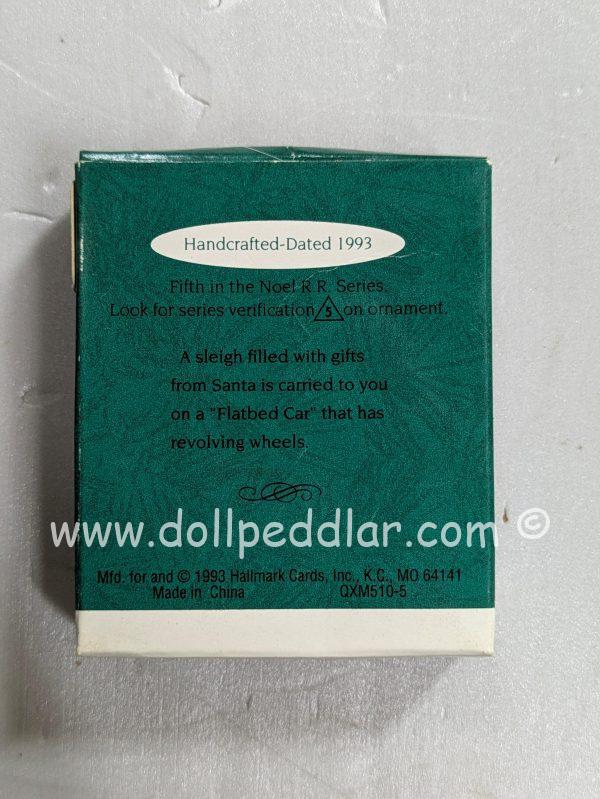 Handcrafted-Dated 1993
Fifth in the Noel R.R. Series.
Look for series verification 5 on ornament.
A sleigh filled with gifts
from Santa is carried to you
on a "Flatbed Car" that has
revolving wheels.
www.dollpeddlar.com ©
Mfd. for and © 1993 Hallmark Cards, Inc., K.C., MO 64141
Made in China QXM510-5